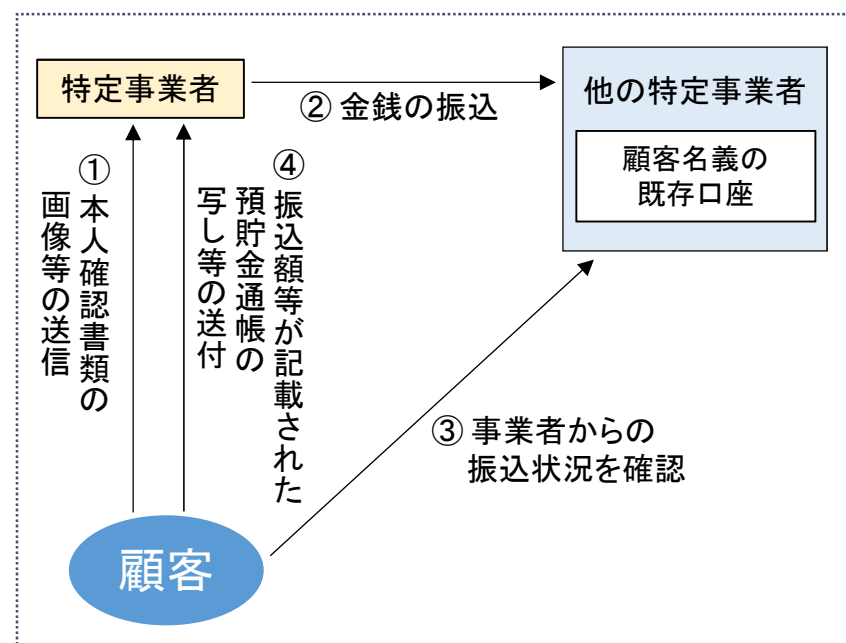 特定事業者
② 金銭の振込
他の特定事業者
顧客名義の
既存口座
① 本人確認書類の
画像等の送信
④ 振込額等が記載された
預貯金通帳の
写し等の送付
③ 事業者からの
振込状況を確認
顧客